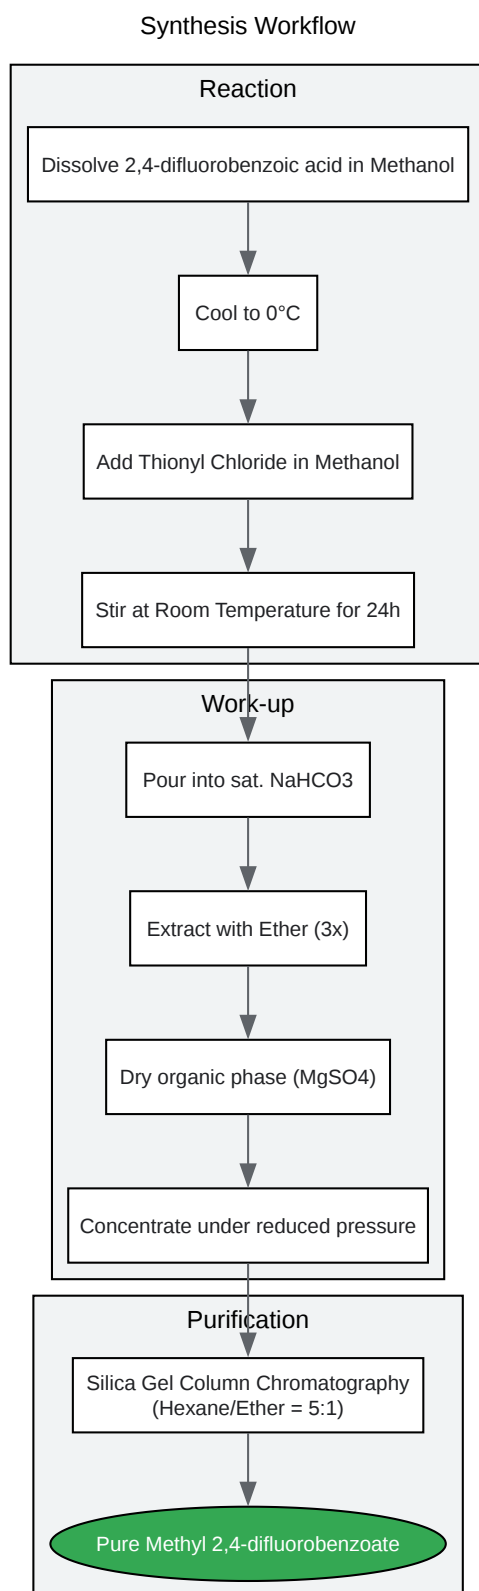 Synthesis Workflow
Reaction
Dissolve 2,4-difluorobenzoic acid in Methanol
Cool to 0°C
Add Thionyl Chloride in Methanol
Stir at Room Temperature for 24h
Work-up
Pour into sat. NaHCO3
Extract with Ether (3x)
Dry organic phase (MgSO4)
Concentrate under reduced pressure
Purification
Silica Gel Column Chromatography
(Hexane/Ether = 5:1)
Pure Methyl 2,4-difluorobenzoate